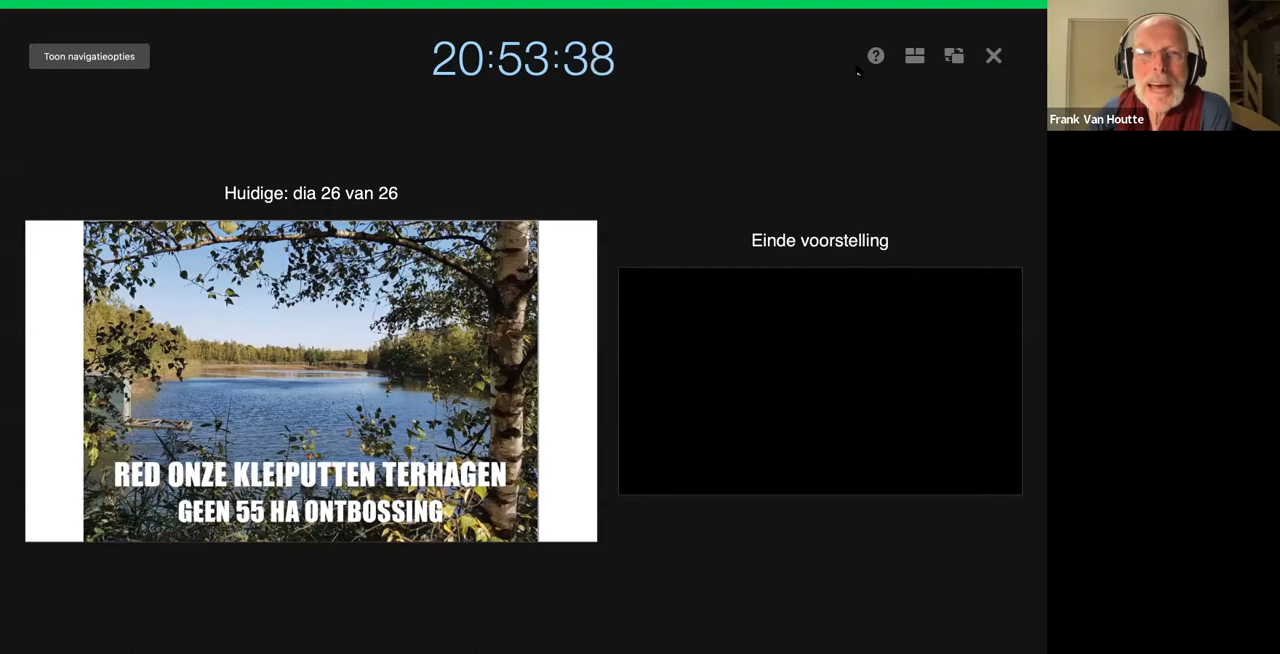 Toon navigatieopties
20:53:38
Frank Van Houtte
Huidige: dia 26 van 26
Einde voorstelling
RED ONZE KLEIPUTTEN TERHAGEN
GEEN 55 HA ONTBOSSING